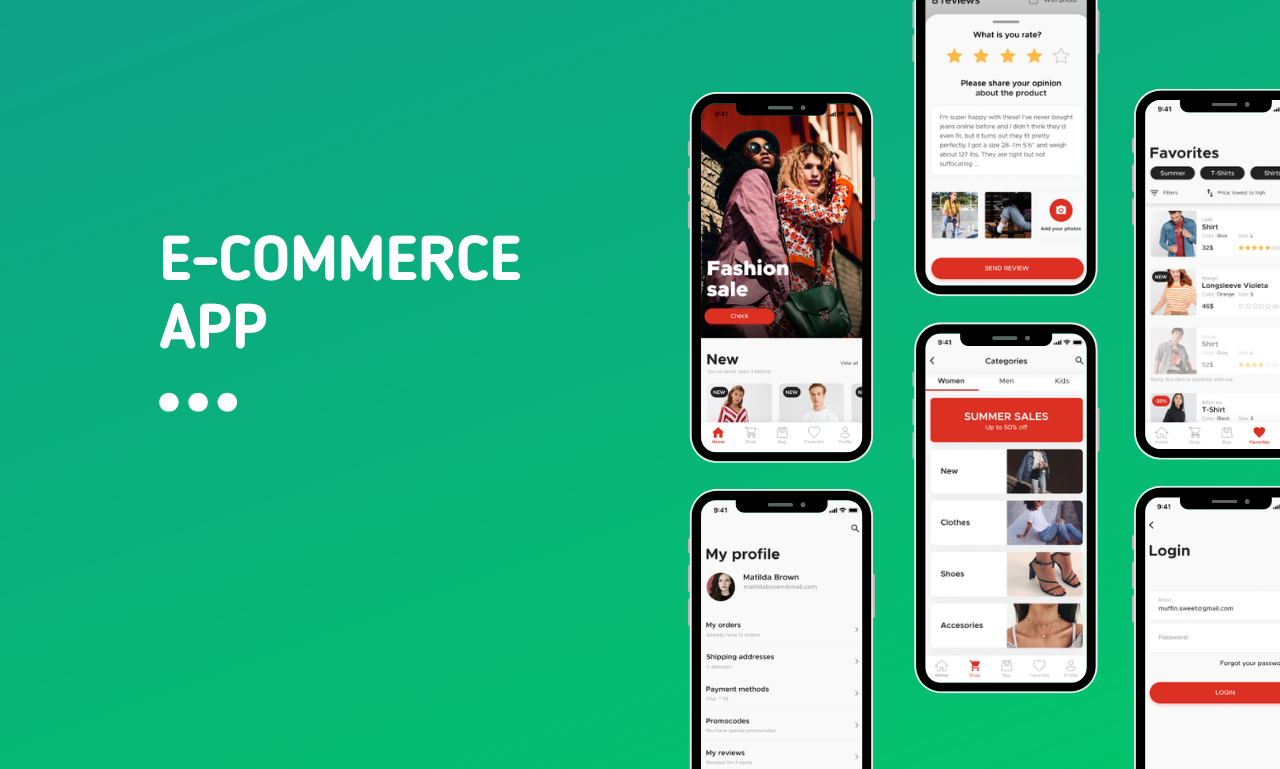 E-COMMERCE
APP
9:41
Fashion
sale
Check
New
View all
You've never seen it before!
NEW
NEW
Home
Shop
Bag
Favorites
Profile
9:41
My profile
Matilda Brown
matildabrown@mail.com
My orders
Already have 12 orders
Shipping addresses
Payment methods
Visa **34
Promocodes
You have special promocodes
My reviews
Reviews for 4 items
8 reviews
With photo
What is you rate?
Please share your opinion
about the product
I'm super happy with these! I've never bought
jeans online before and I didn't think they'd
even fit, but it turns out they fit pretty
perfectly. I got a size 28- I'm 5'6" and weigh
about 127 lbs. They are tight but not
suffocating ...
Add your photos
SEND REVIEW
9:41
Categories
Women
Men
Kids
SUMMER SALES
Up to 50% off
New
Clothes
Shoes
Accesories
Home
Shop
Bag
Favorites
Profile
9:41
Favorites
Summer
T-Shirts
Shirts
Filters
Price: lowest to high
LIME
Shirt
Color: Blue Size: L
32$
NEW
Mango
Longsleeve Violeta
Color: Orange Size: S
46$
Olivier
Shirt
Color: Gray Size: L
52$
Sorry, this item is currently sold out
-30%
&Berries
T-Shirt
Color: Black Size: S
Home
Shop
Bag
Favorites
9:41
Login
Email
muffin.sweet@gmail.com
Password
Forgot your passwo
LOGIN